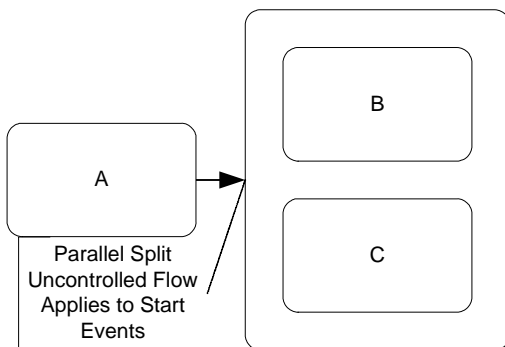 A
B
C
Parallel Split
Uncontrolled Flow
Applies to Start
Events